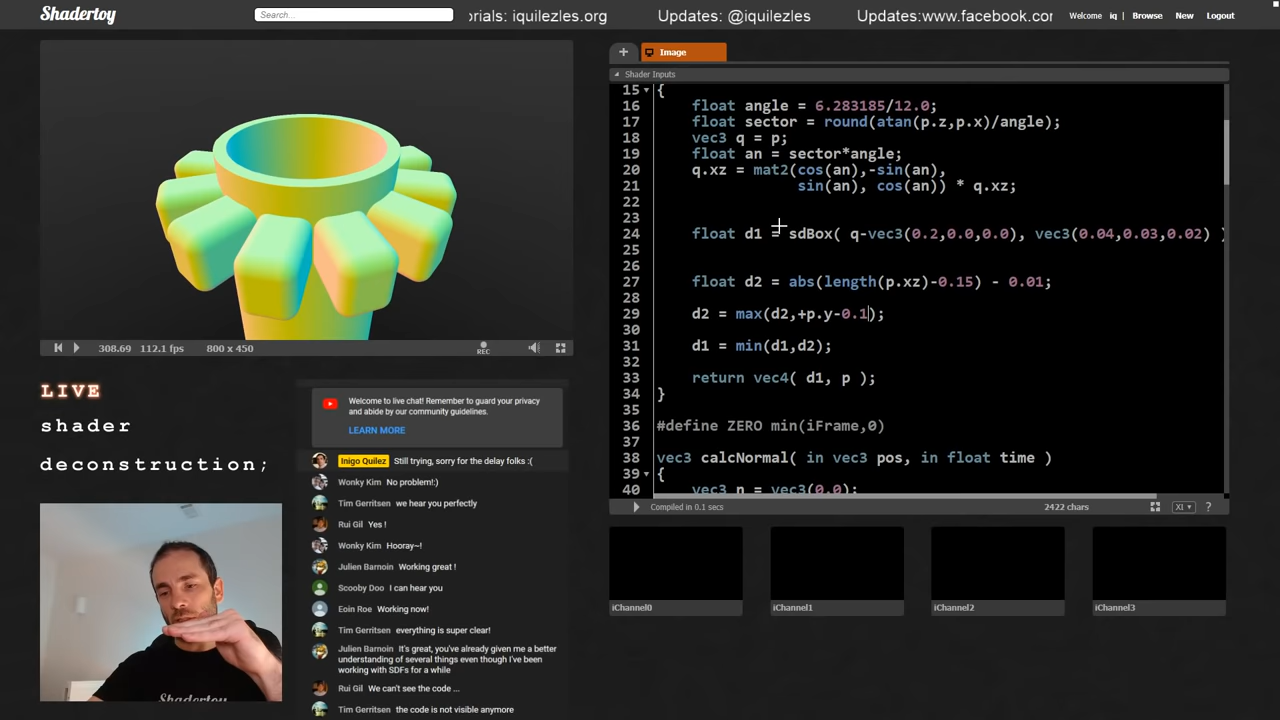 Shadertoy
Search...
orials: iquilezles.org
Updates: @iquilezles
Updates:www.facebook.co
Welcome iq | Browse New Logout
+ Image
Shader Inputs
15 {
16 float angle = 6.283185/12.0;
17 float sector = round(atan(p.z,p.x)/angle);
18 vec3 q = p;
19 float an = sector*angle;
20 q.xz = mat2(cos(an),-sin(an),
21 sin(an), cos(an)) * q.xz;
22
23
24 float d1 = sdBox( q-vec3(0.2,0.0,0.0), vec3(0.04,0.03,0.02) )
25
26
27 float d2 = abs(length(p.xz)-0.15) - 0.01;
28
29 d2 = max(d2,+p.y-0.1);
30
31 d1 = min(d1,d2);
32
33 return vec4( d1, p );
34 }
35
36 #define ZERO min(iFrame,0)
37
38 vec3 calcNormal( in vec3 pos, in float time )
39 {
40 vec3 n = vec3(0.0);
308.69 112.1 fps 800 x 450 REC
Compiled in 0.1 secs 2422 chars ?
LIVE
shader
deconstruction;
Welcome to live chat! Remember to guard your privacy
and abide by our community guidelines.
LEARN MORE
Inigo Quilez Still trying, sorry for the delay folks :(
Wonky Kim No problem!:)
Tim Gerritsen we hear you perfectly
Rui Gil Yes !
Wonky Kim Hooray~!
Julien Barnoin Working great !
Scooby Doo I can hear you
Eoin Roe Working now!
Tim Gerritsen everything is super clear!
Julien Barnoin It's great, you've already given me a better
understanding of several things even though I've been
working with SDFs for a while
Rui Gil We can't see the code ...
Tim Gerritsen the code is not visible anymore
iChannel0
iChannel1
iChannel2
iChannel3
Shadertoy